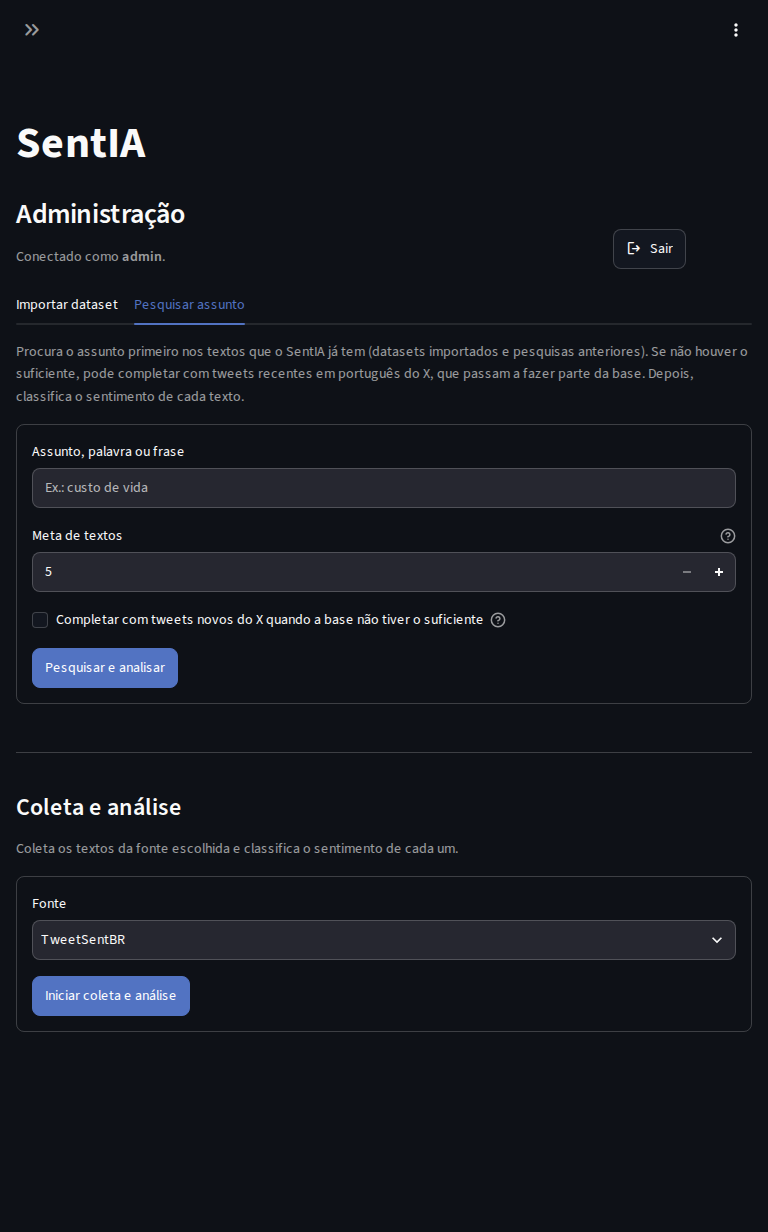 SentIA
Administração
Conectado como admin.
Sair
Importar dataset
Pesquisar assunto
Procura o assunto primeiro nos textos que o SentIA já tem (datasets importados e pesquisas anteriores). Se não houver o
suficiente, pode completar com tweets recentes em português do X, que passam a fazer parte da base. Depois,
classifica o sentimento de cada texto.
Assunto, palavra ou frase
Ex.: custo de vida
Meta de textos
5
Completar com tweets novos do X quando a base não tiver o suficiente
Pesquisar e analisar
Coleta e análise
Coleta os textos da fonte escolhida e classifica o sentimento de cada um.
Fonte
TweetSentBR
Iniciar coleta e análise